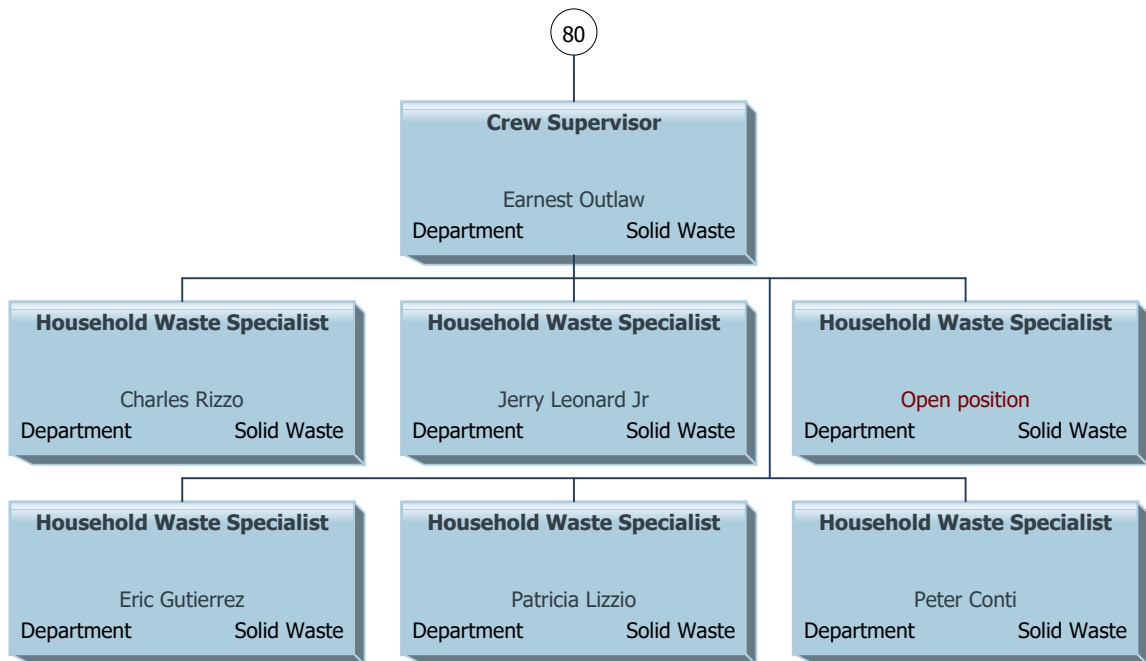 80
Crew Supervisor
Earnest Outlaw
Department Solid Waste
Household Waste Specialist
Charles Rizzo
Department Solid Waste
Household Waste Specialist
Jerry Leonard Jr
Department Solid Waste
Household Waste Specialist
Open position
Department Solid Waste
Household Waste Specialist
Eric Gutierrez
Department Solid Waste
Household Waste Specialist
Patricia Lizzio
Department Solid Waste
Household Waste Specialist
Peter Conti
Department Solid Waste